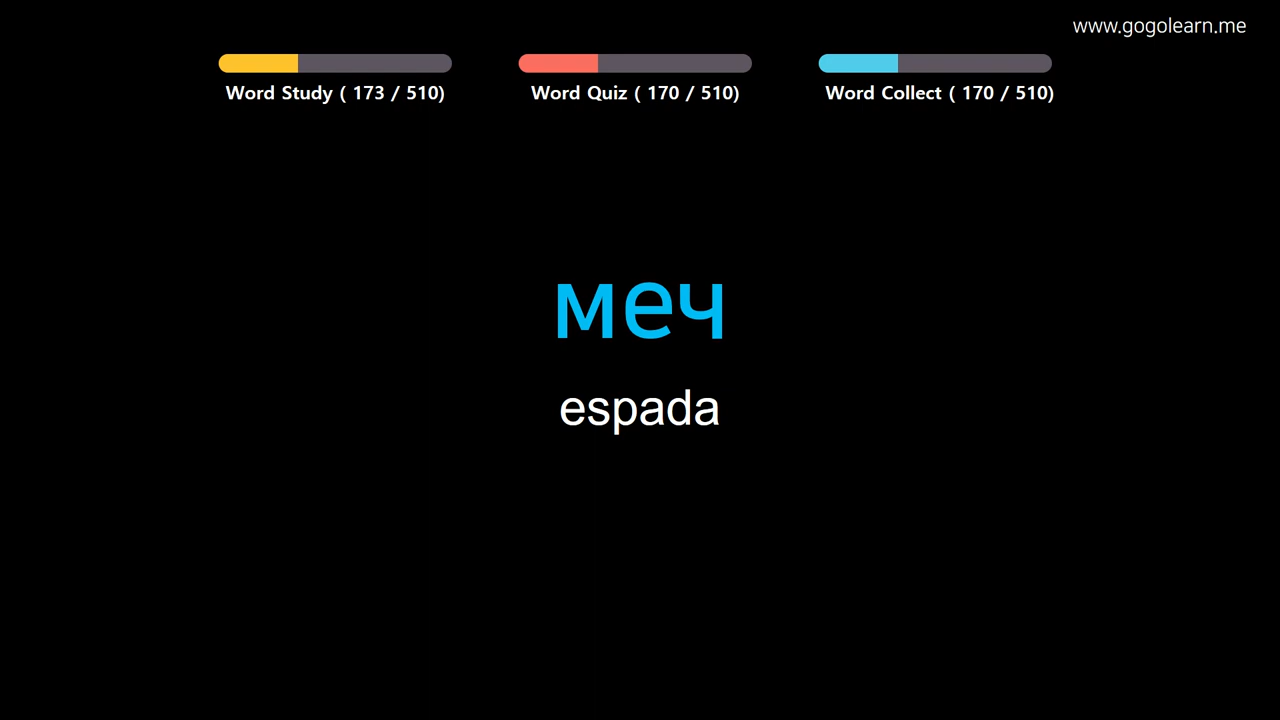 www.gogolearn.me
Word Study ( 173 / 510)
Word Quiz ( 170 / 510)
Word Collect ( 170 / 510)
меч
espada